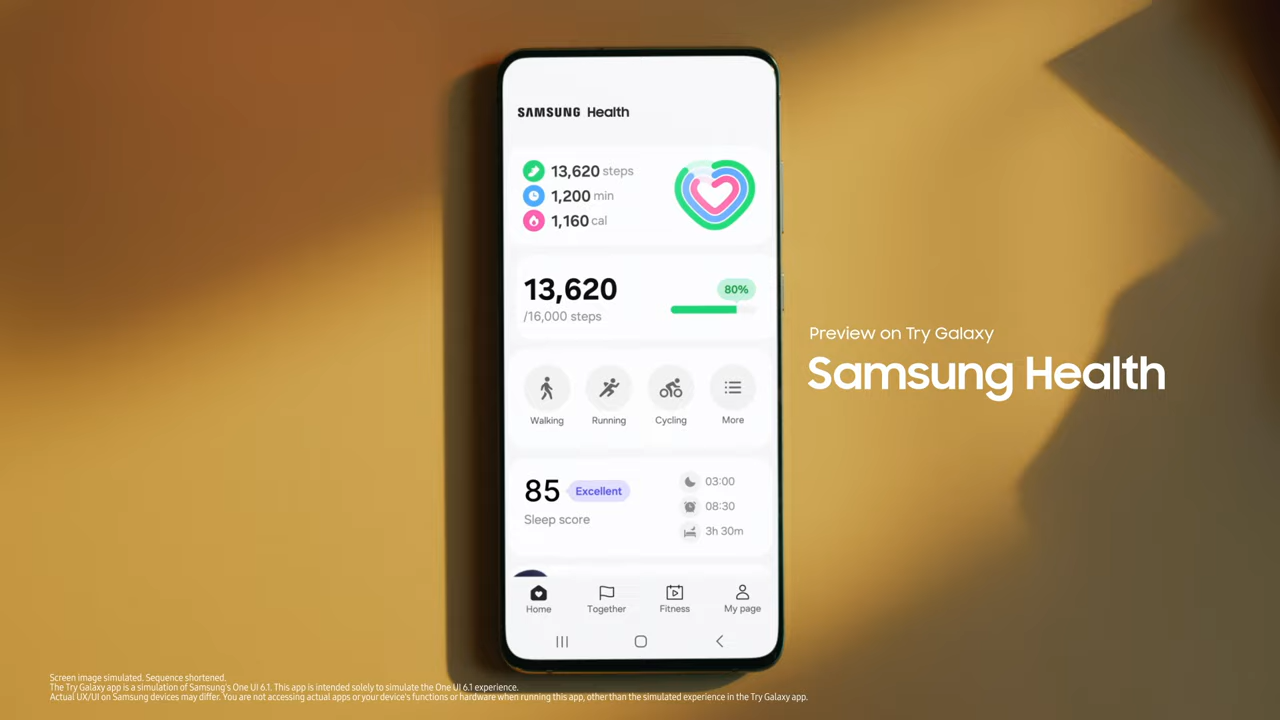 SAMSUNG Health
13,620 steps
1,200 min
1,160 cal
13,620
/16,000 steps
80%
Walking
Running
Cycling
More
85 Excellent
Sleep score
03:00
08:30
3h 30m
Home
Together
Fitness
My page
Preview on Try Galaxy
Samsung Health
Screen image simulated. Sequence shortened.
The Try Galaxy app is a simulation of Samsung's One UI 6.1. This app is intended solely to simulate the One UI 6.1 experience.
Actual UX/UI on Samsung devices may differ. You are not accessing actual apps or your device's functions or hardware when running this app, other than the simulated experience in the Try Galaxy app.